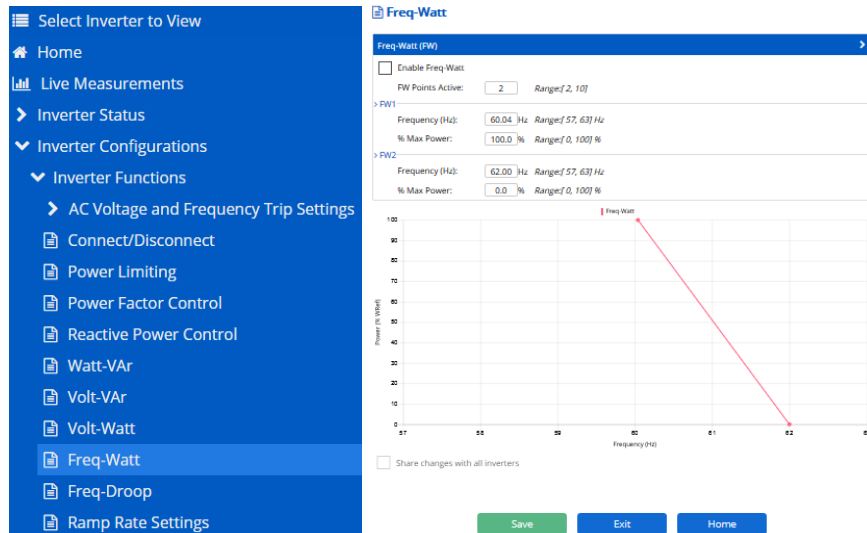 Select Inverter to View
Home
Live Measurements
Inverter Status
Inverter Configurations
Inverter Functions
AC Voltage and Frequency Trip Settings
Connect/Disconnect
Power Limiting
Power Factor Control
Reactive Power Control
Watt-VAr
Volt-VAr
Volt-Watt
Freq-Watt
Freq-Droop
Ramp Rate Settings
Freq-Watt
Freq-Watt (FW)
Enable Freq-Watt
FW Points Active: 2 Range:[ 2, 10]
> FW1
Frequency (Hz): 60.04 Hz Range:[ 57, 63] Hz
% Max Power: 100.0 % Range:[ 0, 100] %
> FW2
Frequency (Hz): 62.00 Hz Range:[ 57, 63] Hz
% Max Power: 0.0 % Range:[ 0, 100] %
Freq-Watt
100
90
80
70
60
50
40
30
20
10
0
Power (% WRef)
57 58 59 60 61 62 6
Frequency (Hz)
Share changes with all inverters
Save Exit Home